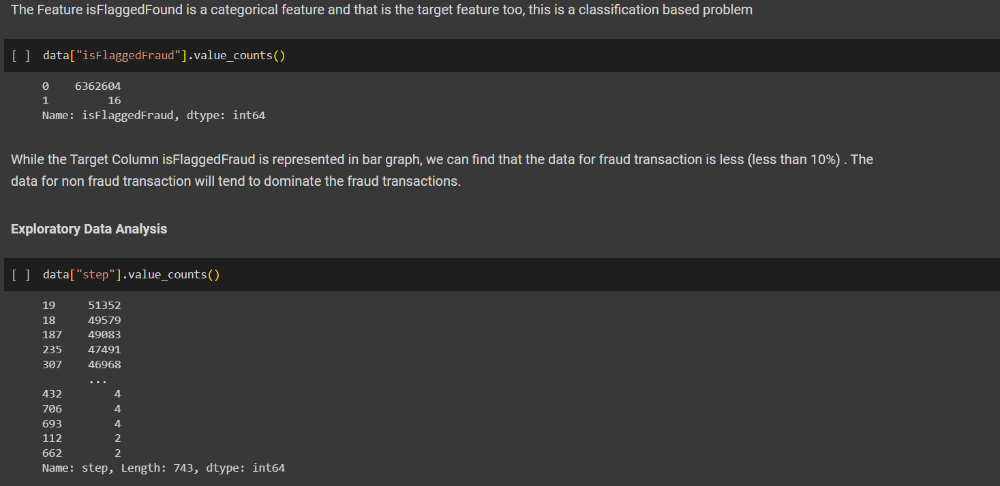 The Feature isFlaggedFound is a categorical feature and that is the target feature too, this is a classification based problem
[ ] data["isFlaggedFraud"].value_counts()
0 6362604
1 16
Name: isFlaggedFraud, dtype: int64
While the Target Column isFlaggedFraud is represented in bar graph, we can find that the data for fraud transaction is less (less than 10%) . The
data for non fraud transaction will tend to dominate the fraud transactions.
Exploratory Data Analysis
[ ] data["step"].value_counts()
19 51352
18 49579
187 49083
235 47491
307 46968
...
432 4
706 4
693 4
112 2
662 2
Name: step, Length: 743, dtype: int64